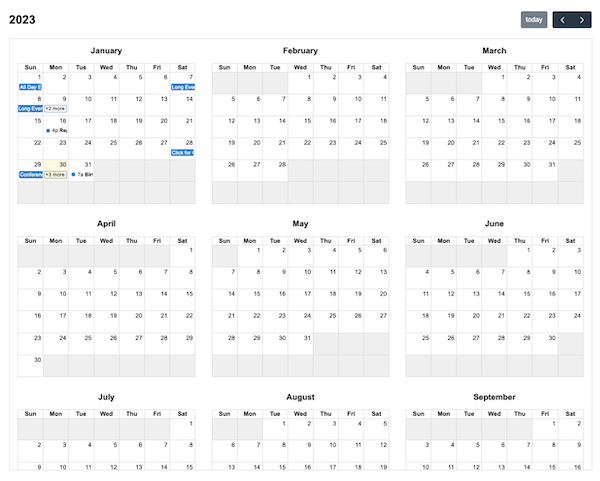 2023 today
January February March
Sun Mon Tue Wed Thu Fri Sat Sun Mon Tue Wed Thu Fri Sat Sun Mon Tue Wed Thu Fri Sat
1 2 3 4 5 6 7 1 2 3 4 1 2 3 4
All Day E Long Eve
8 9 10 11 12 13 14 5 6 7 8 9 10 11 5 6 7 8 9 10 11
Long Even +2 more
15 16 17 18 19 20 21 12 13 14 15 16 17 18 12 13 14 15 16 17 18
4p Rep
22 23 24 25 26 27 28 19 20 21 22 23 24 25 19 20 21 22 23 24 25
Click for
29 30 31 26 27 28 26 27 28 29 30 31
Conferen +3 more 7a Birt
April May June
Sun Mon Tue Wed Thu Fri Sat Sun Mon Tue Wed Thu Fri Sat Sun Mon Tue Wed Thu Fri Sat
1 1 2 3 4 5 6 1 2 3
2 3 4 5 6 7 8 7 8 9 10 11 12 13 4 5 6 7 8 9 10
9 10 11 12 13 14 15 14 15 16 17 18 19 20 11 12 13 14 15 16 17
16 17 18 19 20 21 22 21 22 23 24 25 26 27 18 19 20 21 22 23 24
23 24 25 26 27 28 29 28 29 30 31 25 26 27 28 29 30
30
July August September
Sun Mon Tue Wed Thu Fri Sat Sun Mon Tue Wed Thu Fri Sat Sun Mon Tue Wed Thu Fri Sat
1 1 2 3 4 5 1 2
2 3 4 5 6 7 8 6 7 8 9 10 11 12 3 4 5 6 7 8 9
9 10 11 12 13 14 15 13 14 15 16 17 18 19 10 11 12 13 14 15 16